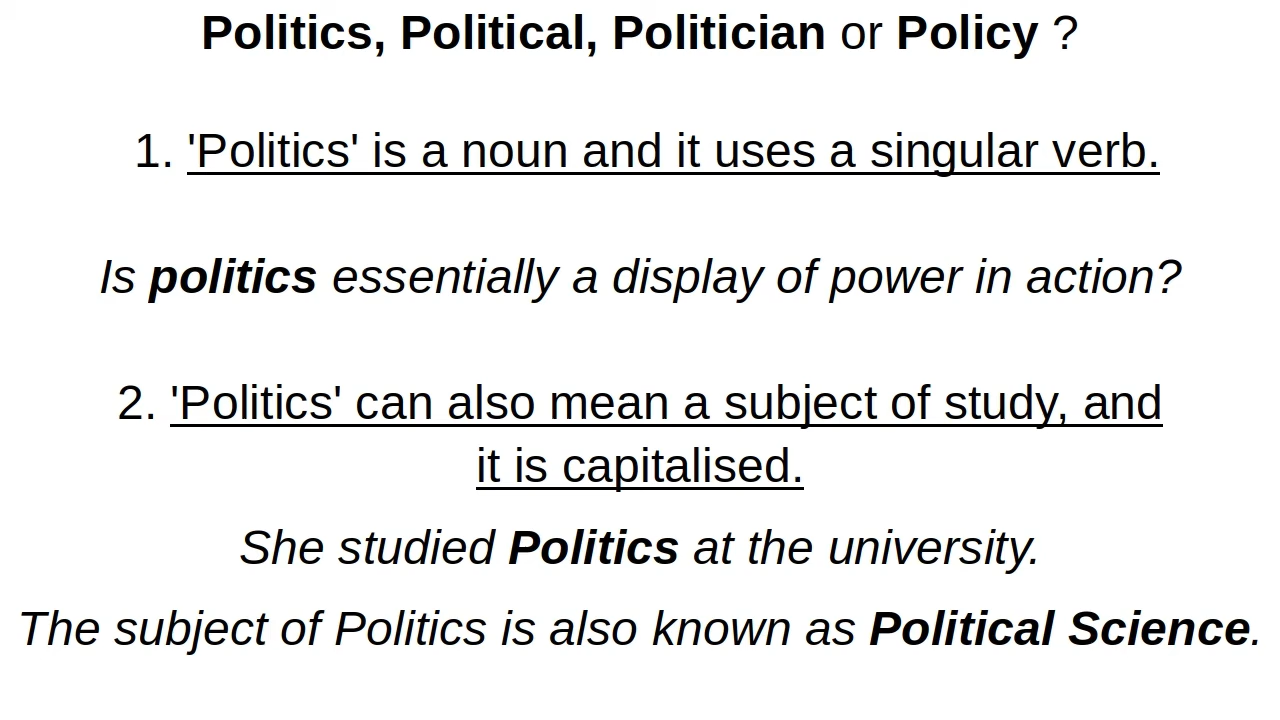 Politics, Political, Politician or Policy ?
1. 'Politics' is a noun and it uses a singular verb.
Is politics essentially a display of power in action?
2. 'Politics' can also mean a subject of study, and
it is capitalised.
She studied Politics at the university.
The subject of Politics is also known as Political Science.